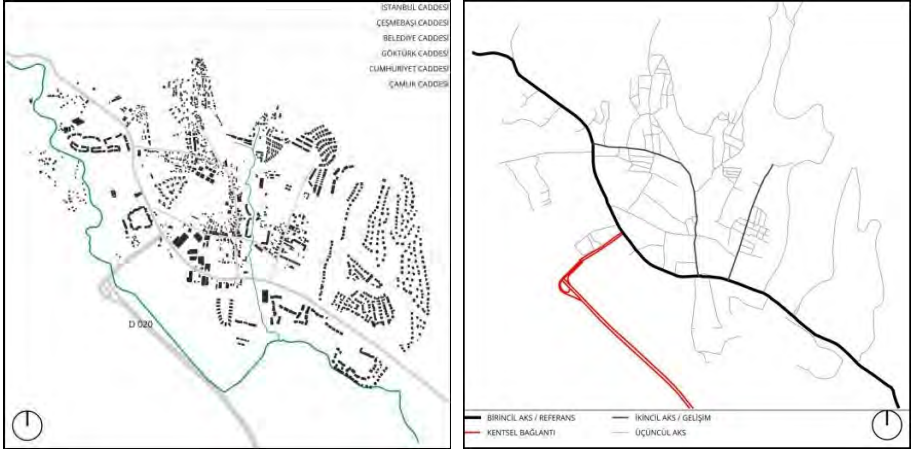 İSTANBUL CADDESİ
ÇEŞMEBAŞI CADDESİ
BELEDİYE CADDESİ
GÖKTÜRK CADDESİ
CUMHURİYET CADDESİ
ÇAMLIK CADDESİ
D 020
BİRİNCİL AKS / REFERANS
İKİNCİL AKS / GELİŞİM
KENTSEL BAĞLANTI
ÜÇÜNCÜL AKS